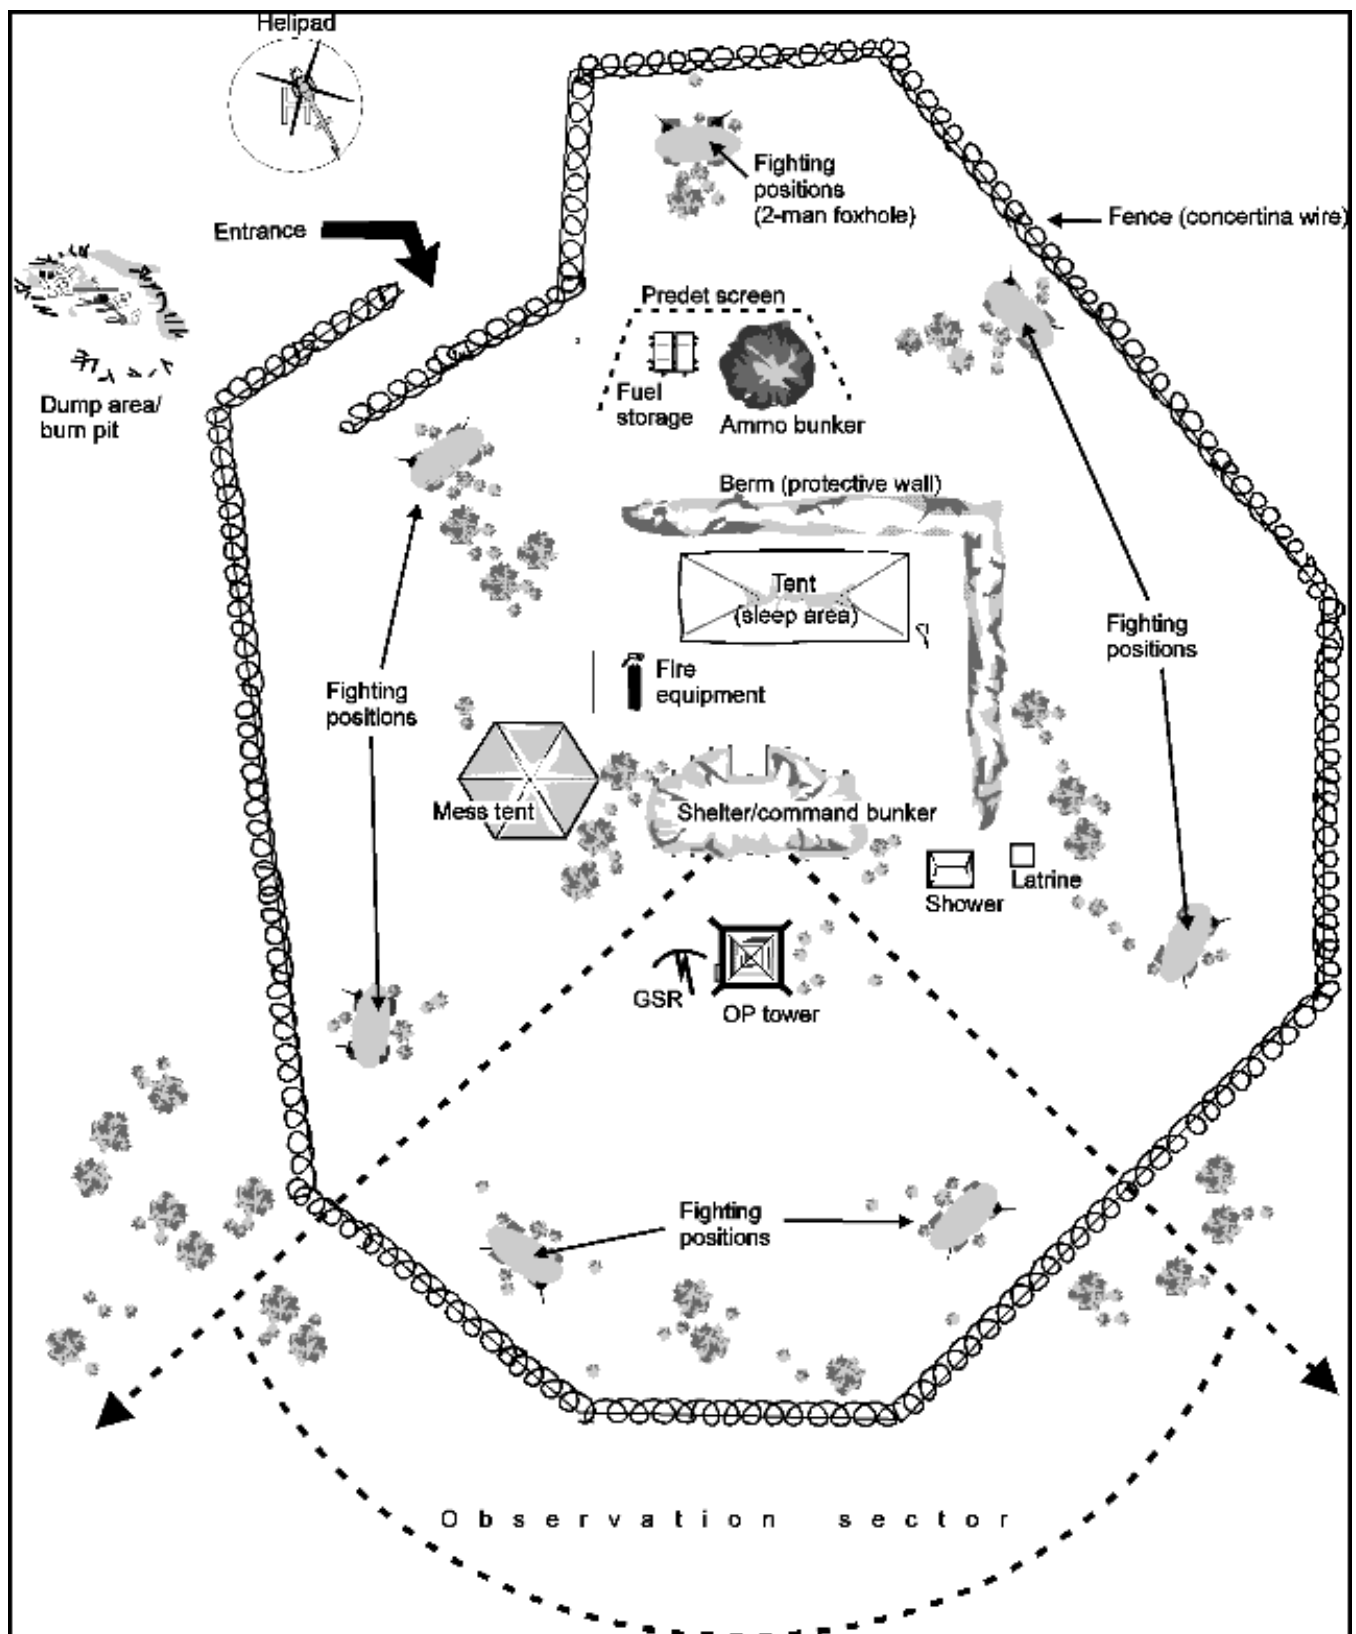 Helipad
H
Fighting
positions
(2-man foxhole)
Fence (concertina wire)
Entrance
Predet screen
Fuel
storage
Ammo bunker
Dump area/
burn pit
Berm (protective wall)
Tent
(sleep area)
Fighting
positions
Fire
equipment
Fighting
positions
Mess tent
Shelter/command bunker
Latrine
Shower
GSR
OP tower
Fighting
positions
Observation sector